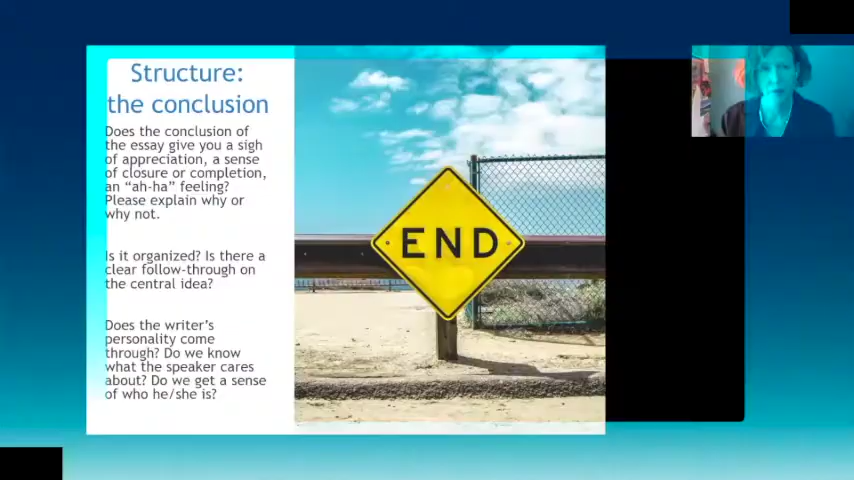 Structure:
the conclusion
Does the conclusion of
the essay give you a sigh
of appreciation, a sense
of closure or completion,
an “ah-ha” feeling?
Please explain why or
why not.
Is it organized? Is there a
clear follow-through on
the central idea?
Does the writer’s
personality come
through? Do we know
what the speaker cares
about? Do we get a sense
of who he/she is?
END